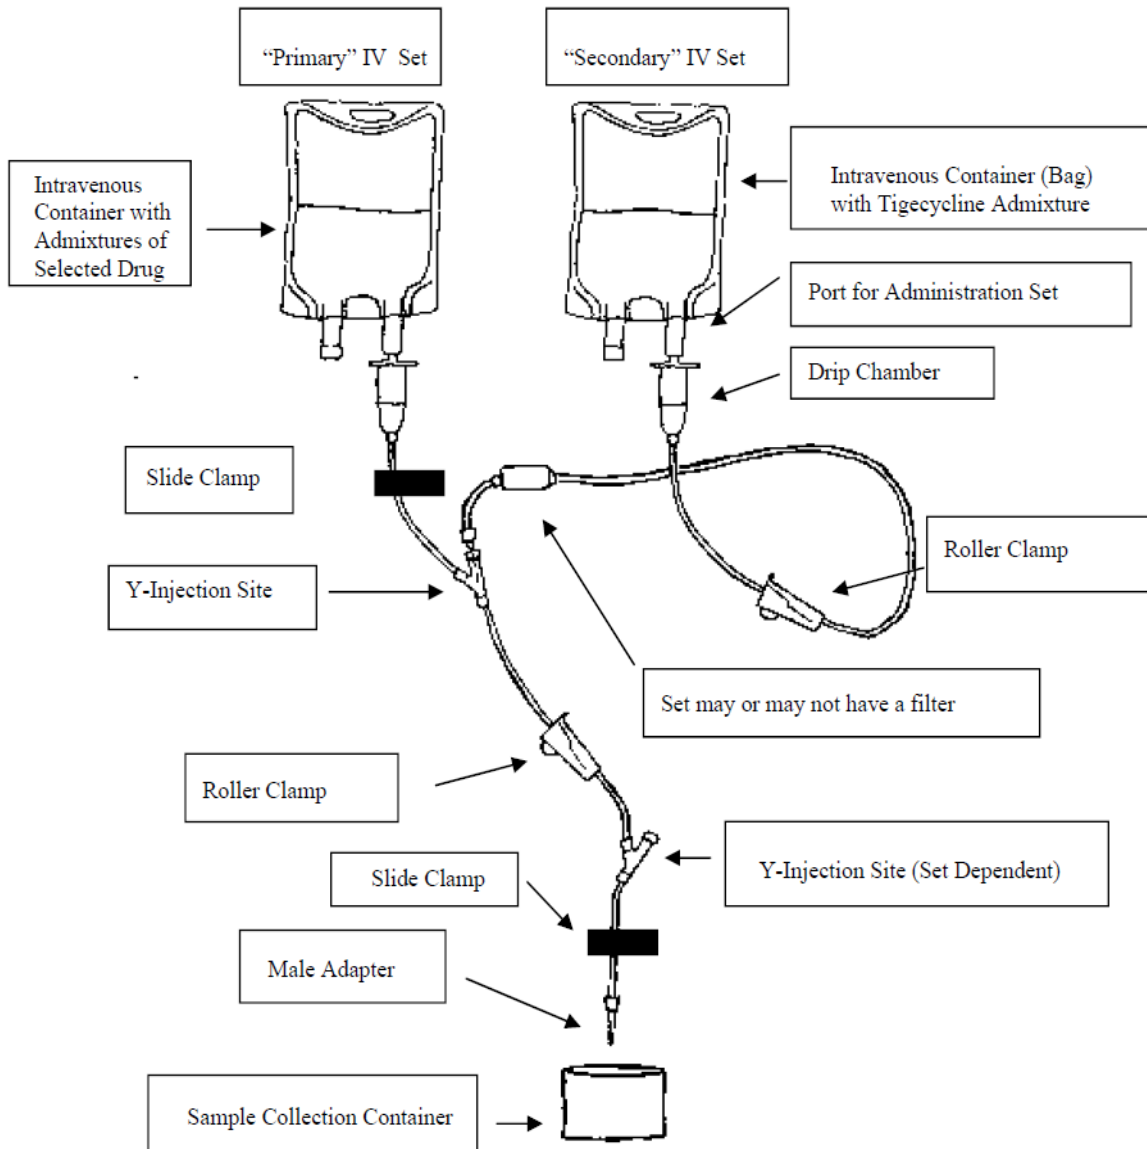 “Primary” IV Set
“Secondary” IV Set
Intravenous
Container with
Admixtures of
Selected Drug
Intravenous Container (Bag)
with Tigecycline Admixture
Port for Administration Set
Drip Chamber
Slide Clamp
Roller Clamp
Y-Injection Site
Set may or may not have a filter
Roller Clamp
Y-Injection Site (Set Dependent)
Slide Clamp
Male Adapter
Sample Collection Container